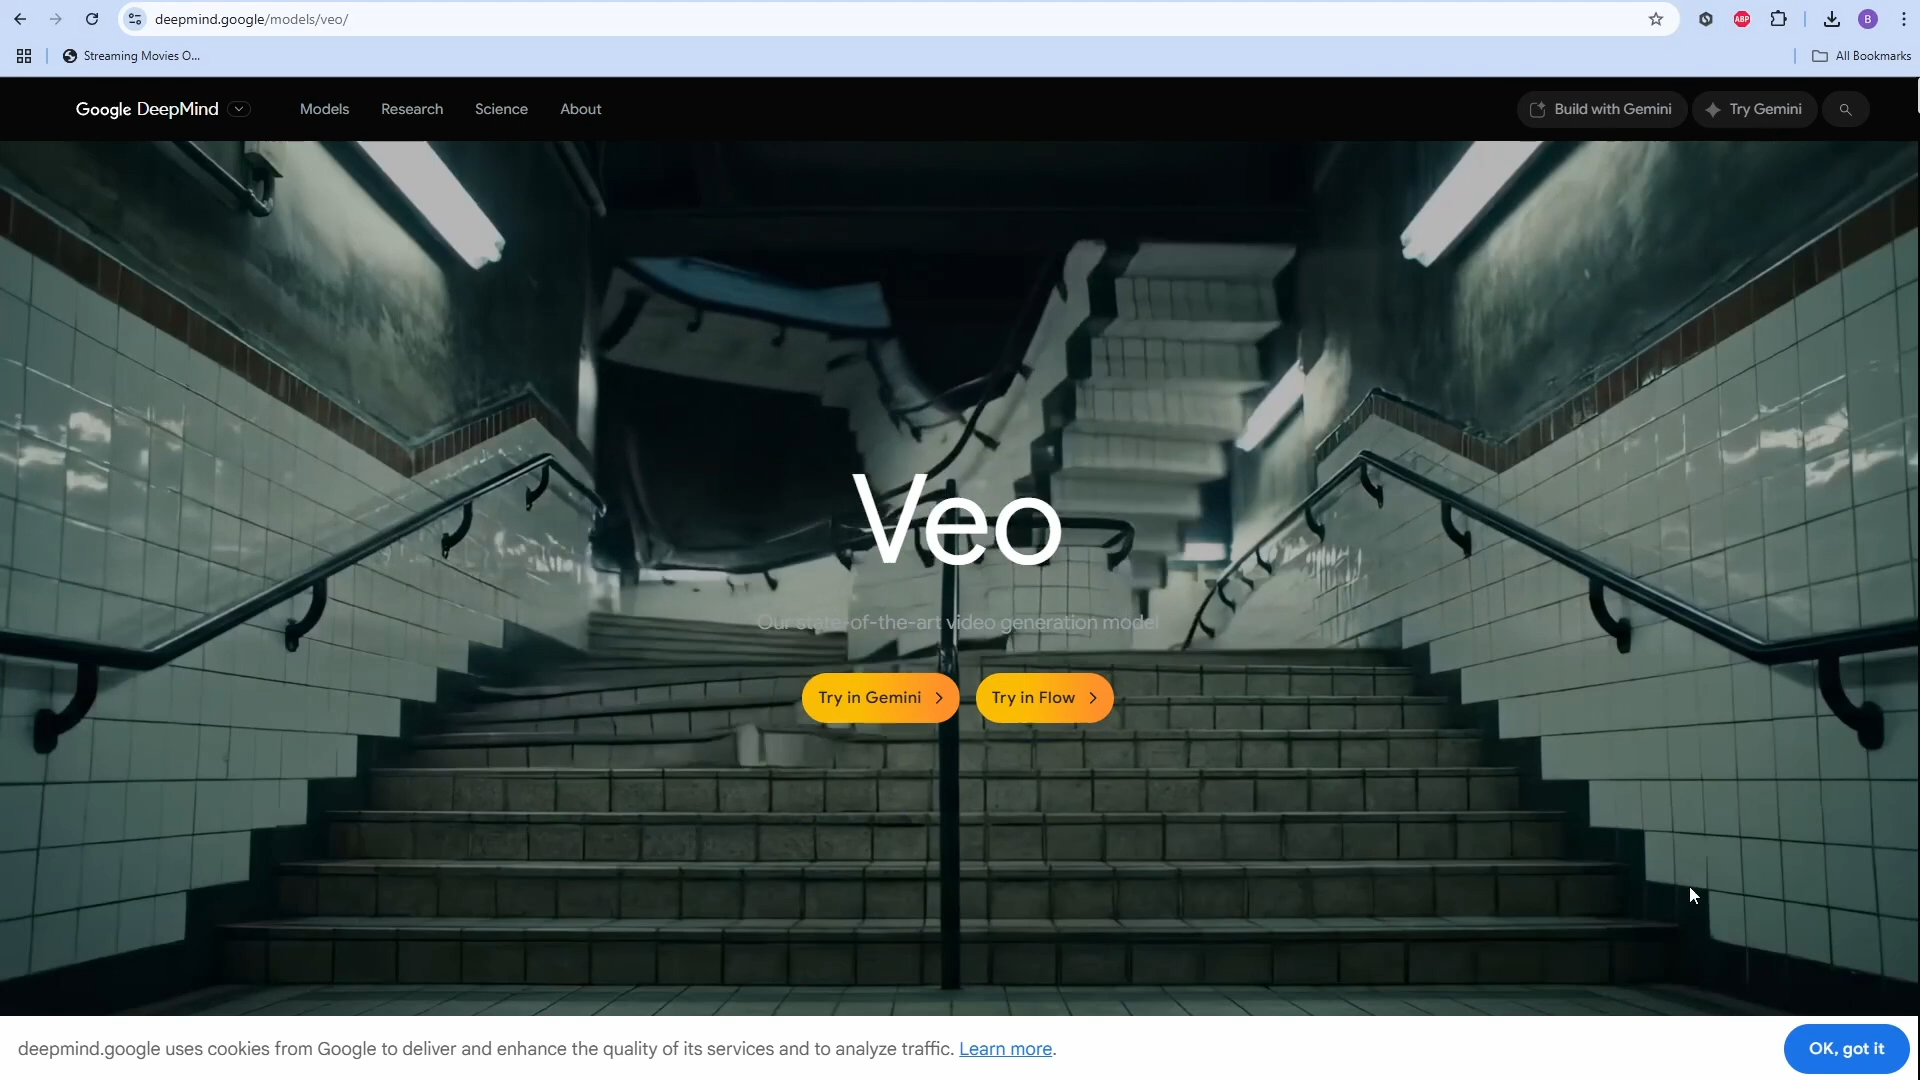 deepmind.google/models/veo/
ABP
B
Streaming Movies O...
All Bookmarks
Google DeepMind
Models
Research
Science
About
Build with Gemini
Try Gemini
Veo
Our state-of-the-art video generation model
Try in Gemini
Try in Flow
deepmind.google uses cookies from Google to deliver and enhance the quality of its services and to analyze traffic. Learn more.
OK, got it